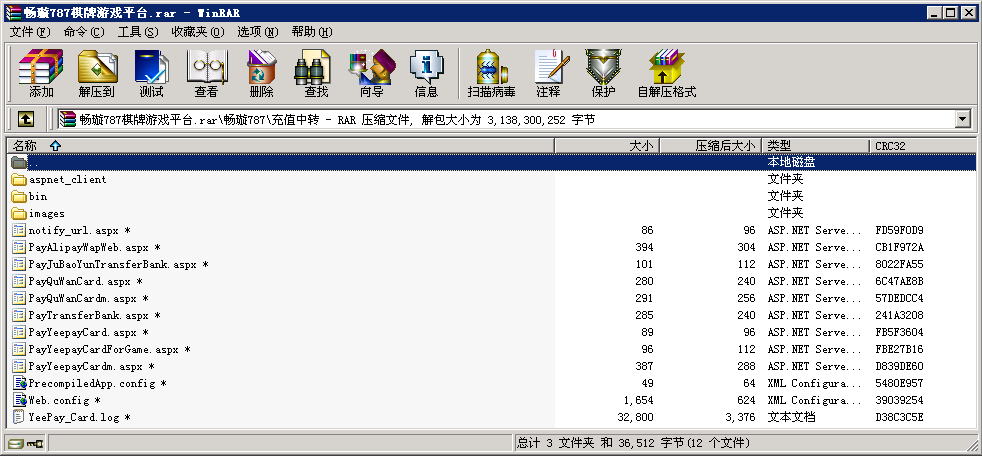 畅璇787棋牌游戏平台.rar - WinRAR
文件(F) 命令(C) 工具(S) 收藏夹(O) 选项(N) 帮助(H)
添加 解压到 测试 查看 删除 查找 向导 信息 扫描病毒 注释 保护 自解压格式
畅璇787棋牌游戏平台.rar\畅璇787\充值中转 - RAR 压缩文件, 解包大小为 3,138,300,252 字节
名称 大小 压缩后大小 类型 CRC32
.. 本地磁盘
aspnet_client 文件夹
bin 文件夹
images 文件夹
notify_url.aspx * 86 96 ASP.NET Serve... FD59F0D9
PayAlipayWapWeb.aspx * 394 304 ASP.NET Serve... CB1F972A
PayJuBaoYunTransferBank.aspx * 101 112 ASP.NET Serve... 8022FA55
PayQuWanCard.aspx * 280 240 ASP.NET Serve... 6C47AE8B
PayQuWanCardm.aspx * 291 256 ASP.NET Serve... 57DEDCC4
PayTransferBank.aspx * 285 240 ASP.NET Serve... 241A3208
PayYeepayCard.aspx * 89 96 ASP.NET Serve... FB5F3604
PayYeepayCardForGame.aspx * 96 112 ASP.NET Serve... FBE27B16
PayYeepayCardm.aspx * 387 288 ASP.NET Serve... D839DE60
PrecompiledApp.config * 49 64 XML Configura... 5480E957
Web.config * 1,654 624 XML Configura... 39039254
YeePay_Card.log * 32,800 3,376 文本文档 D38C3C5E
总计 3 文件夹 和 36,512 字节(12 个文件)